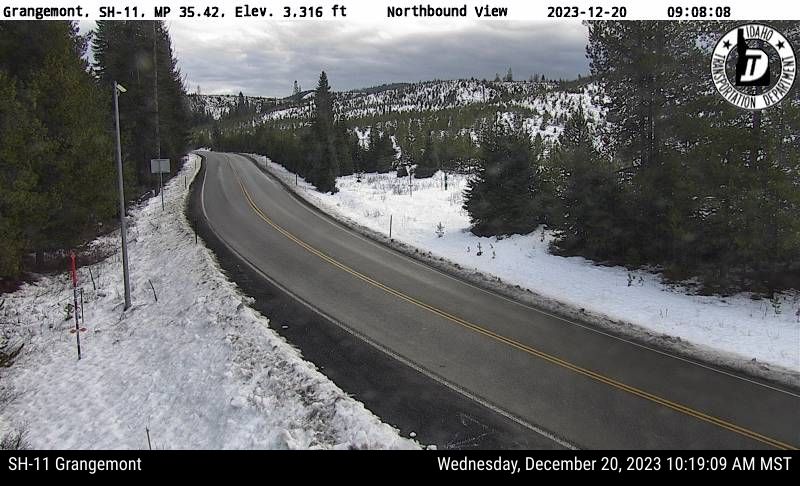 Grangemont, SH-11, MP 35.42, Elev. 3,316 ft Northbound View 2023-12-20 09:08:08
IDAHO TRANSPORTATION DEPARTMENT
SH-11 Grangemont Wednesday, December 20, 2023 10:19:09 AM MST